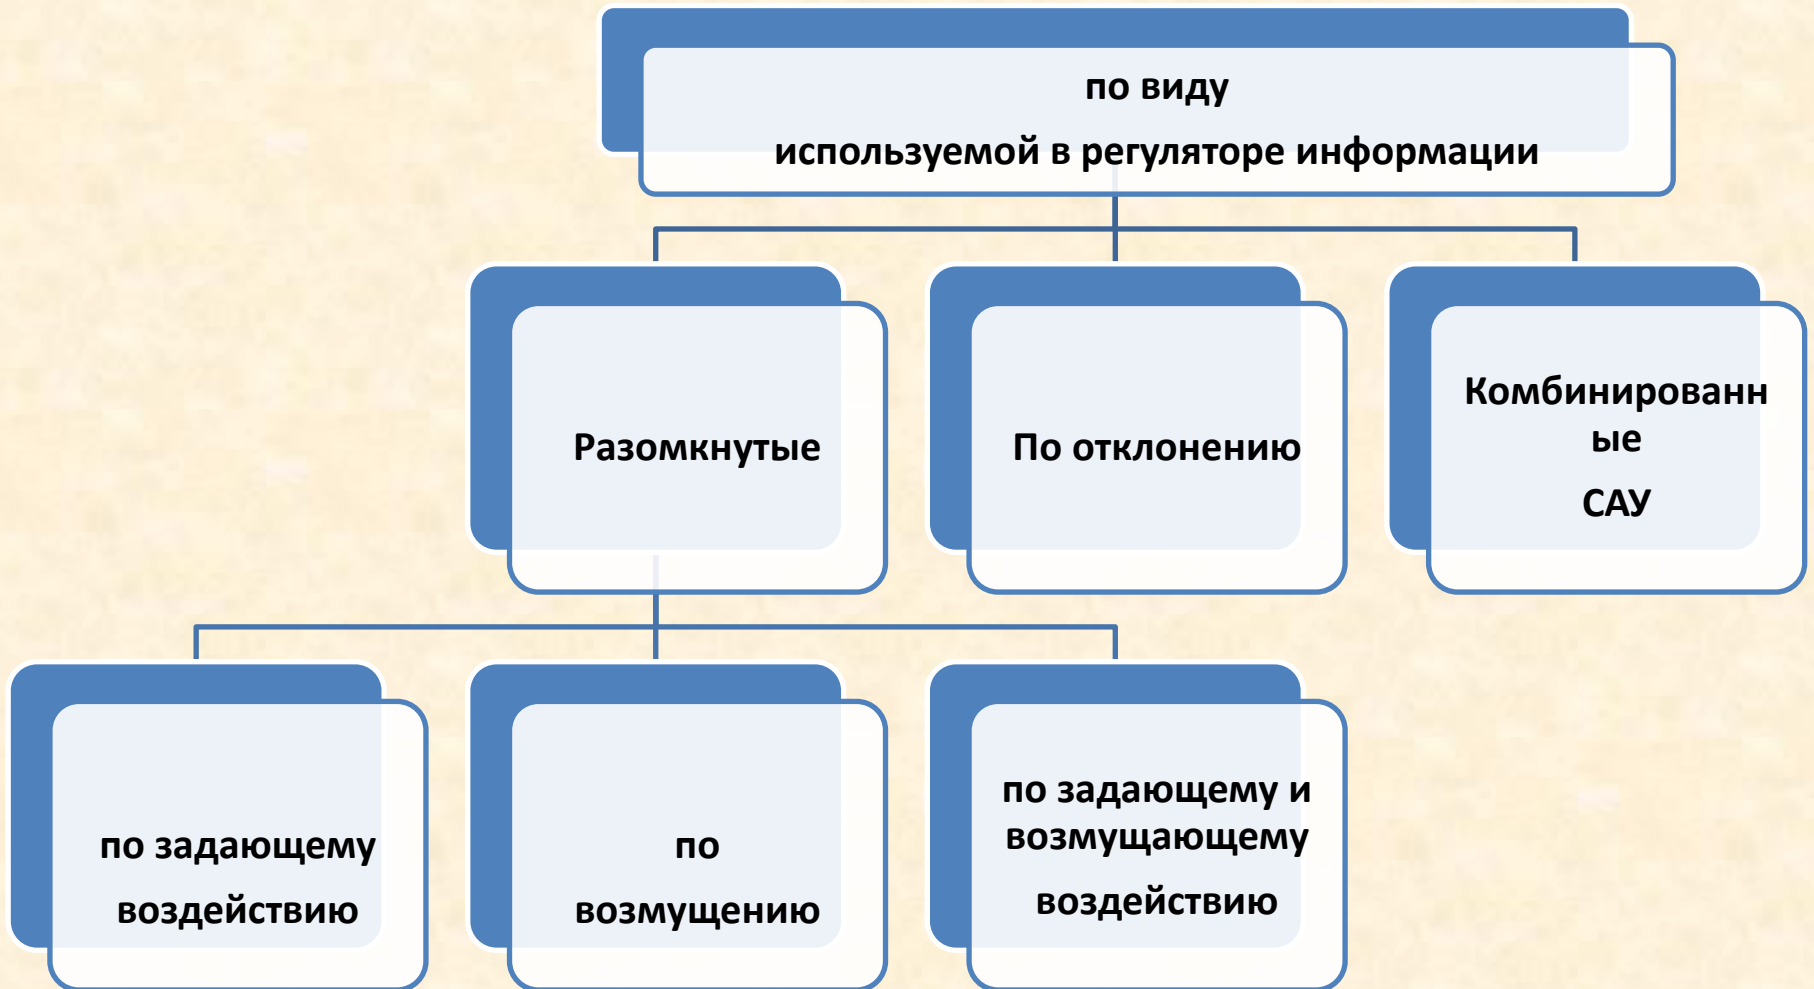 по виду
используемой в регуляторе информации
Разомкнутые
По отклонению
Комбинированн
ые
САУ
по задающему
воздействию
по
возмущению
по задающему и
возмущающему
воздействию